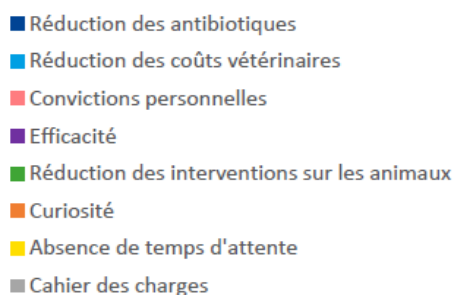 Réduction des antibiotiques
Réduction des coûts vétérinaires
Convictions personnelles
Efficacité
Réduction des interventions sur les animaux
Curiosité
Absence de temps d'attente
Cahier des charges